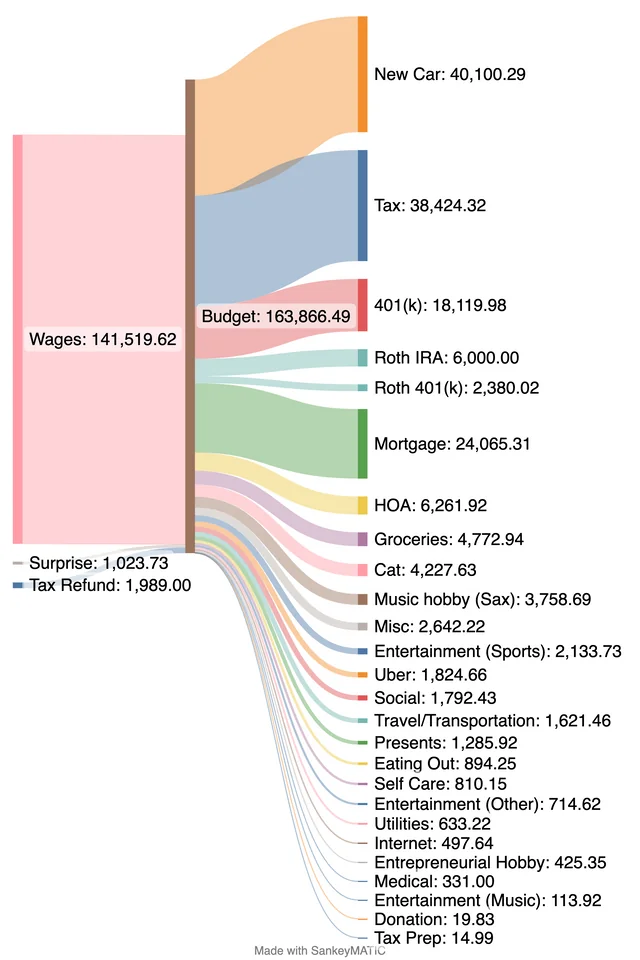 New Car: 40,100.29
Tax: 38,424.32
401(k): 18,119.98
Budget: 163,866.49
Wages: 141,519.62
Roth IRA: 6,000.00
Roth 401(k): 2,380.02
Mortgage: 24,065.31
HOA: 6,261.92
Groceries: 4,772.94
Surprise: 1,023.73
Cat: 4,227.63
Tax Refund: 1,989.00
Music hobby (Sax): 3,758.69
Misc: 2,642.22
Entertainment (Sports): 2,133.73
Uber: 1,824.66
Social: 1,792.43
Travel/Transportation: 1,621.46
Presents: 1,285.92
Eating Out: 894.25
Self Care: 810.15
Entertainment (Other): 714.62
Utilities: 633.22
Internet: 497.64
Entrepreneurial Hobby: 425.35
Medical: 331.00
Entertainment (Music): 113.92
Donation: 19.83
Tax Prep: 14.99
Made with SankeyMATIC